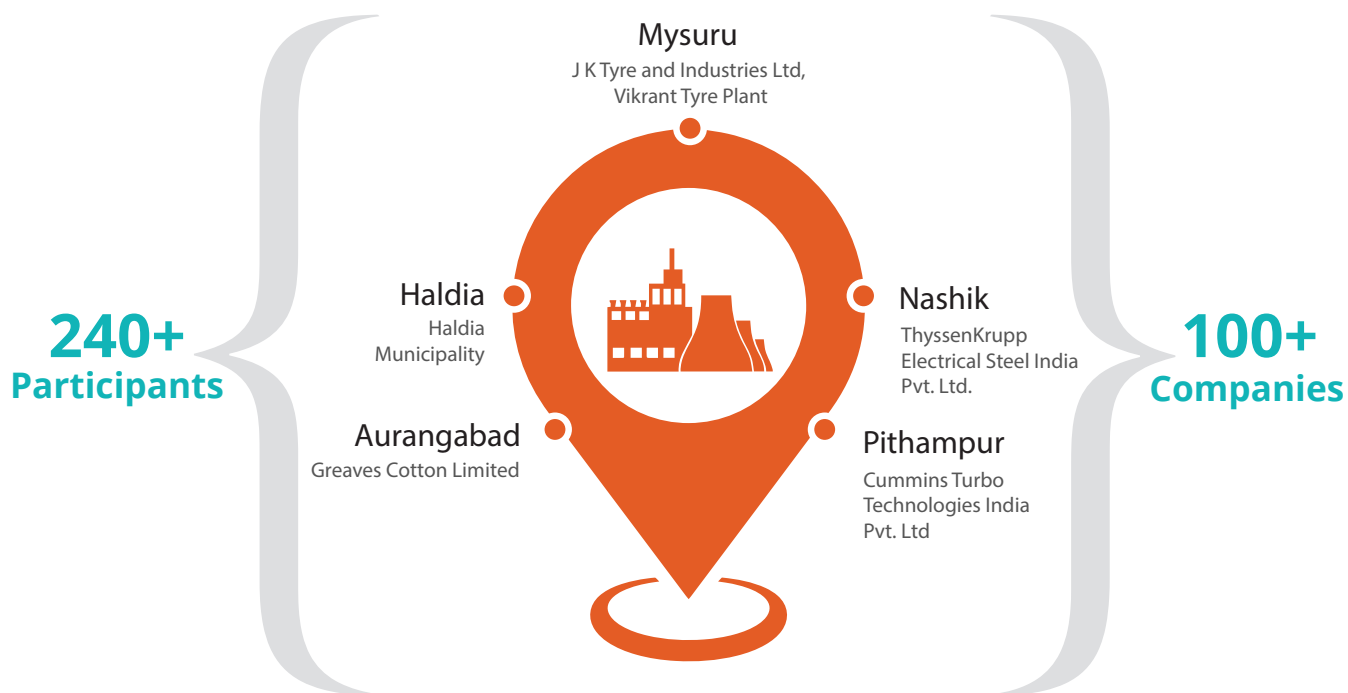 Mysuru
J K Tyre and Industries Ltd,
Vikrant Tyre Plant
Haldia
Haldia
Municipality
Nashik
ThyssenKrupp
Electrical Steel India
Pvt. Ltd.
240+
Participants
100+
Companies
Aurangabad
Greaves Cotton Limited
Pithampur
Cummins Turbo
Technologies India
Pvt. Ltd